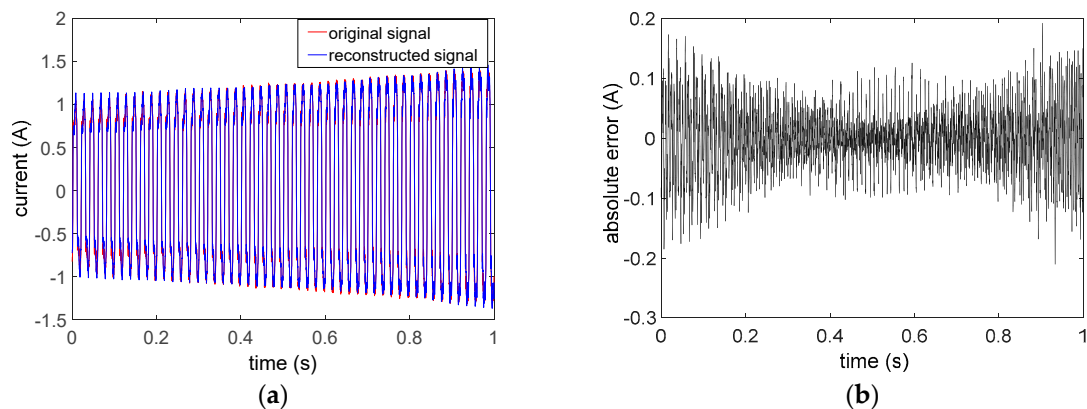 2
1.5
1
0.5
0
-0.5
-1
-1.5
current (A)
original signal
reconstructed signal
0 0.2 0.4 0.6 0.8 1
time (s)
(a)
0.2
0.1
0
-0.1
-0.2
-0.3
absolute error (A)
0 0.2 0.4 0.6 0.8 1
time (s)
(b)